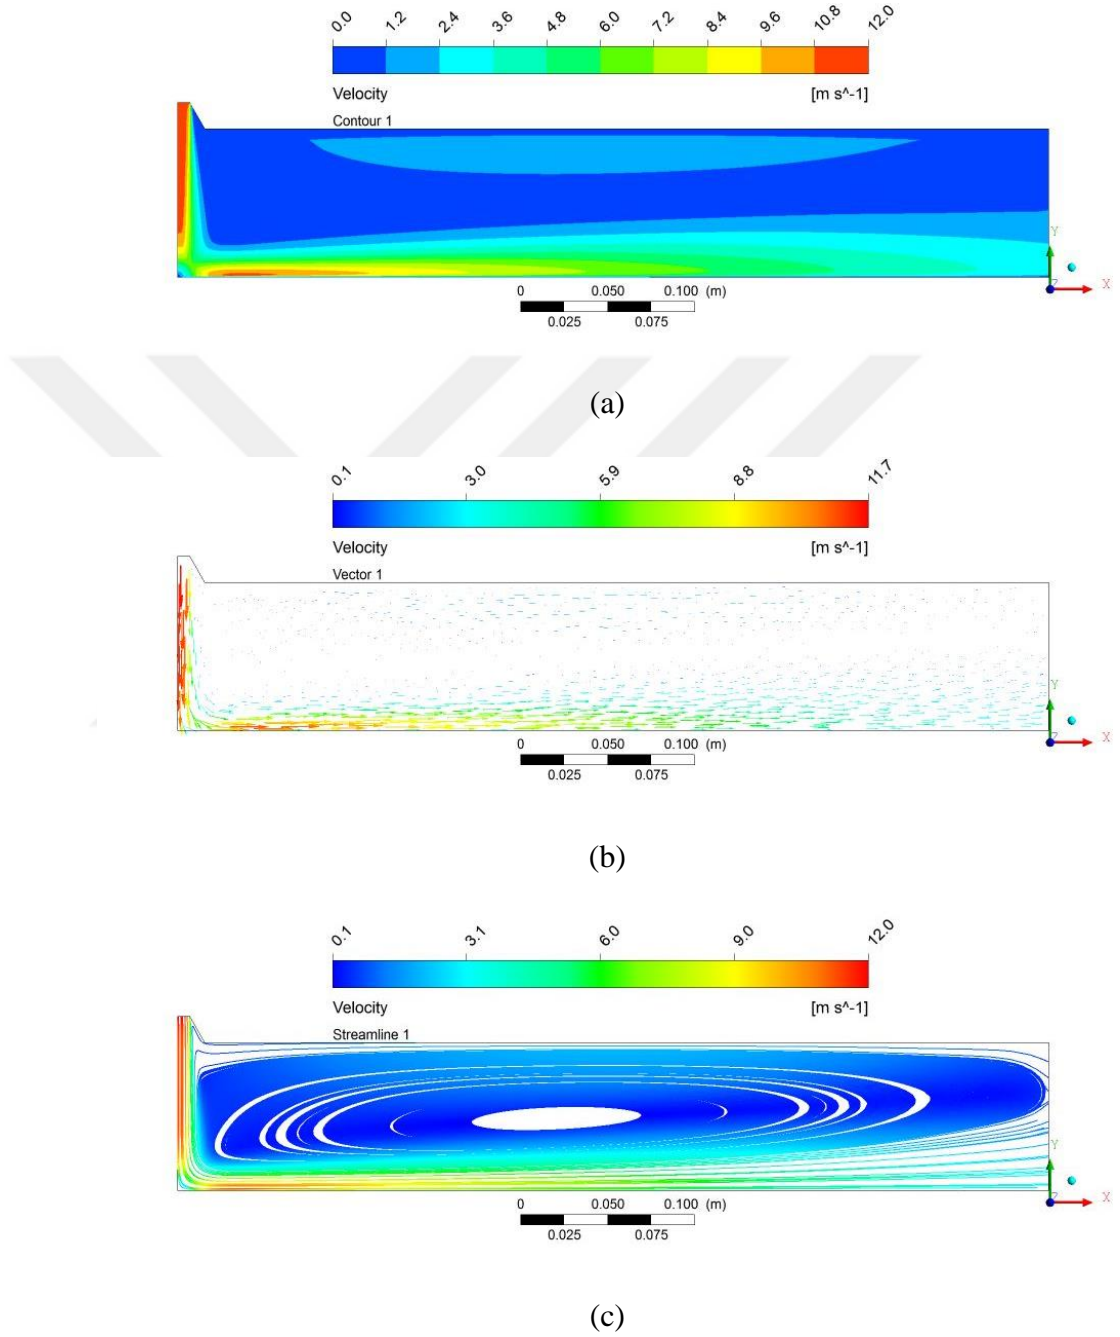 0.0 1.2 2.4 3.6 4.8 6.0 7.2 8.4 9.6 10.8 12.0
Velocity [m s^-1]
Contour 1
Y
Z X
0 0.050 0.100 (m)
0.025 0.075
(a)
0.1 3.0 5.9 8.8 11.7
Velocity [m s^-1]
Vector 1
Y
Z X
0 0.050 0.100 (m)
0.025 0.075
(b)
0.1 3.1 6.0 9.0 12.0
Velocity [m s^-1]
Streamline 1
Y
Z X
0 0.050 0.100 (m)
0.025 0.075
(c)